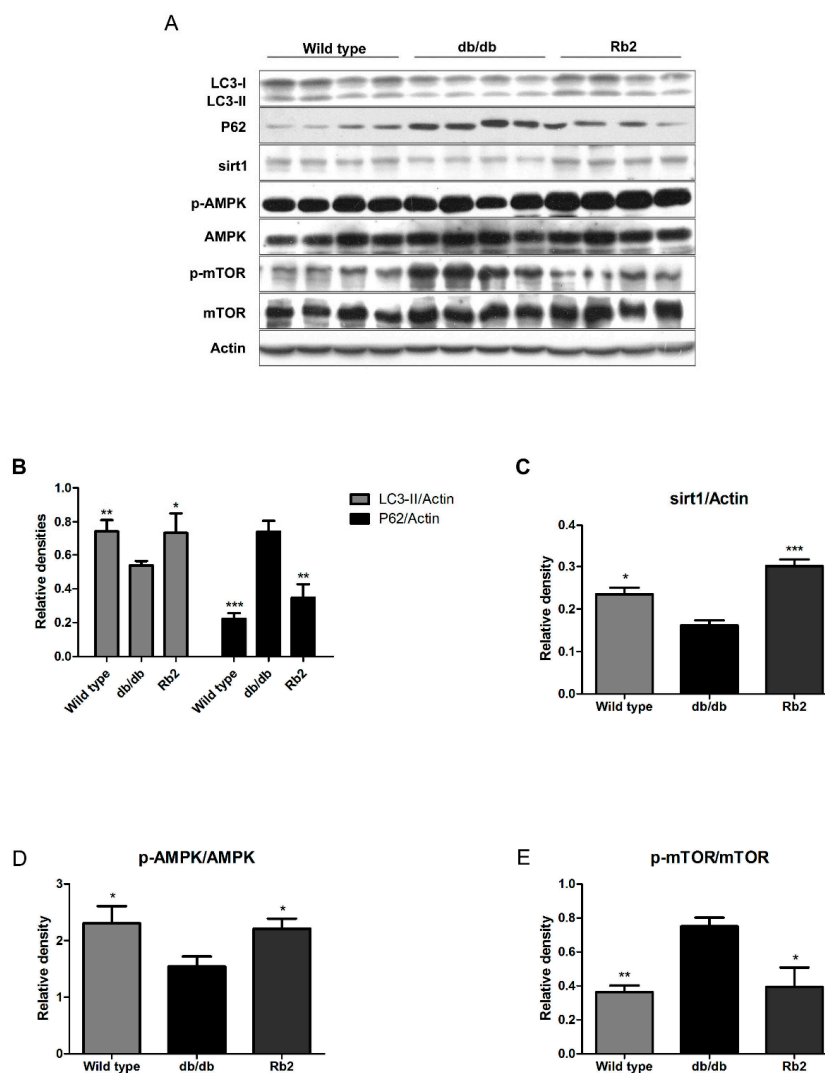 A
Wild type db/db Rb2
LC3-I
LC3-II
P62
sirt1
p-AMPK
AMPK
p-mTOR
mTOR
Actin
B
Relative densities
1.0
0.8
0.6
0.4
0.2
0.0
** * *** **
Wild type db/db Rb2 Wild type db/db Rb2
LC3-II/Actin
P62/Actin
C
sirt1/Actin
Relative density
0.4
0.3
0.2
0.1
0.0
* ***
Wild type db/db Rb2
D
p-AMPK/AMPK
Relative density
3
2
1
0
* *
Wild type db/db Rb2
E
p-mTOR/mTOR
Relative density
1.0
0.8
0.6
0.4
0.2
0.0
** *
Wild type db/db Rb2